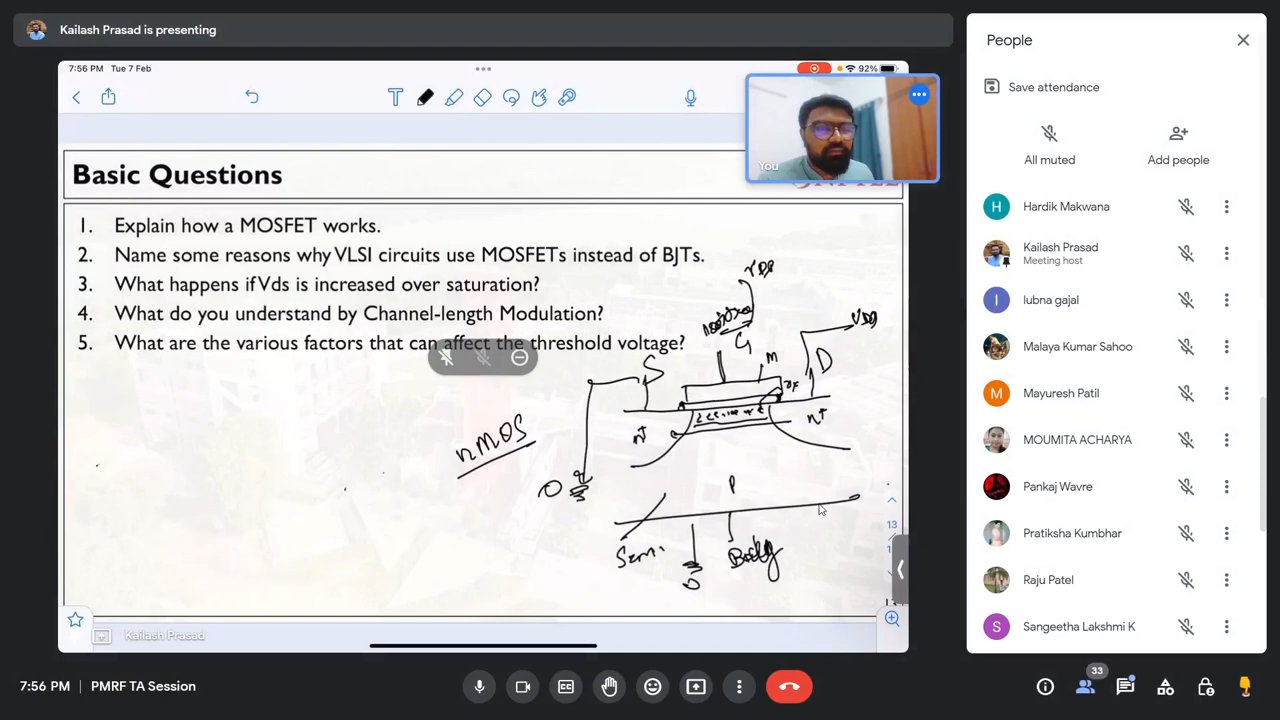 Kailash Prasad is presenting
7:56 PM Tue 7 Feb
92%
You
Basic Questions
1. Explain how a MOSFET works.
2. Name some reasons why VLSI circuits use MOSFETs instead of BJTs.
3. What happens if Vds is increased over saturation?
4. What do you understand by Channel-length Modulation?
5. What are the various factors that can affect the threshold voltage?
G
M
S
D
n+
n+
nMOS
P
Semi
Body
13
Kailash Prasad
People
Save attendance
All muted
Add people
H Hardik Makwana
Kailash Prasad
Meeting host
I lubna gajal
Malaya Kumar Sahoo
M Mayuresh Patil
MOUMITA ACHARYA
Pankaj Wavre
Pratiksha Kumbhar
Raju Patel
S Sangeetha Lakshmi K
7:56 PM | PMRF TA Session
33